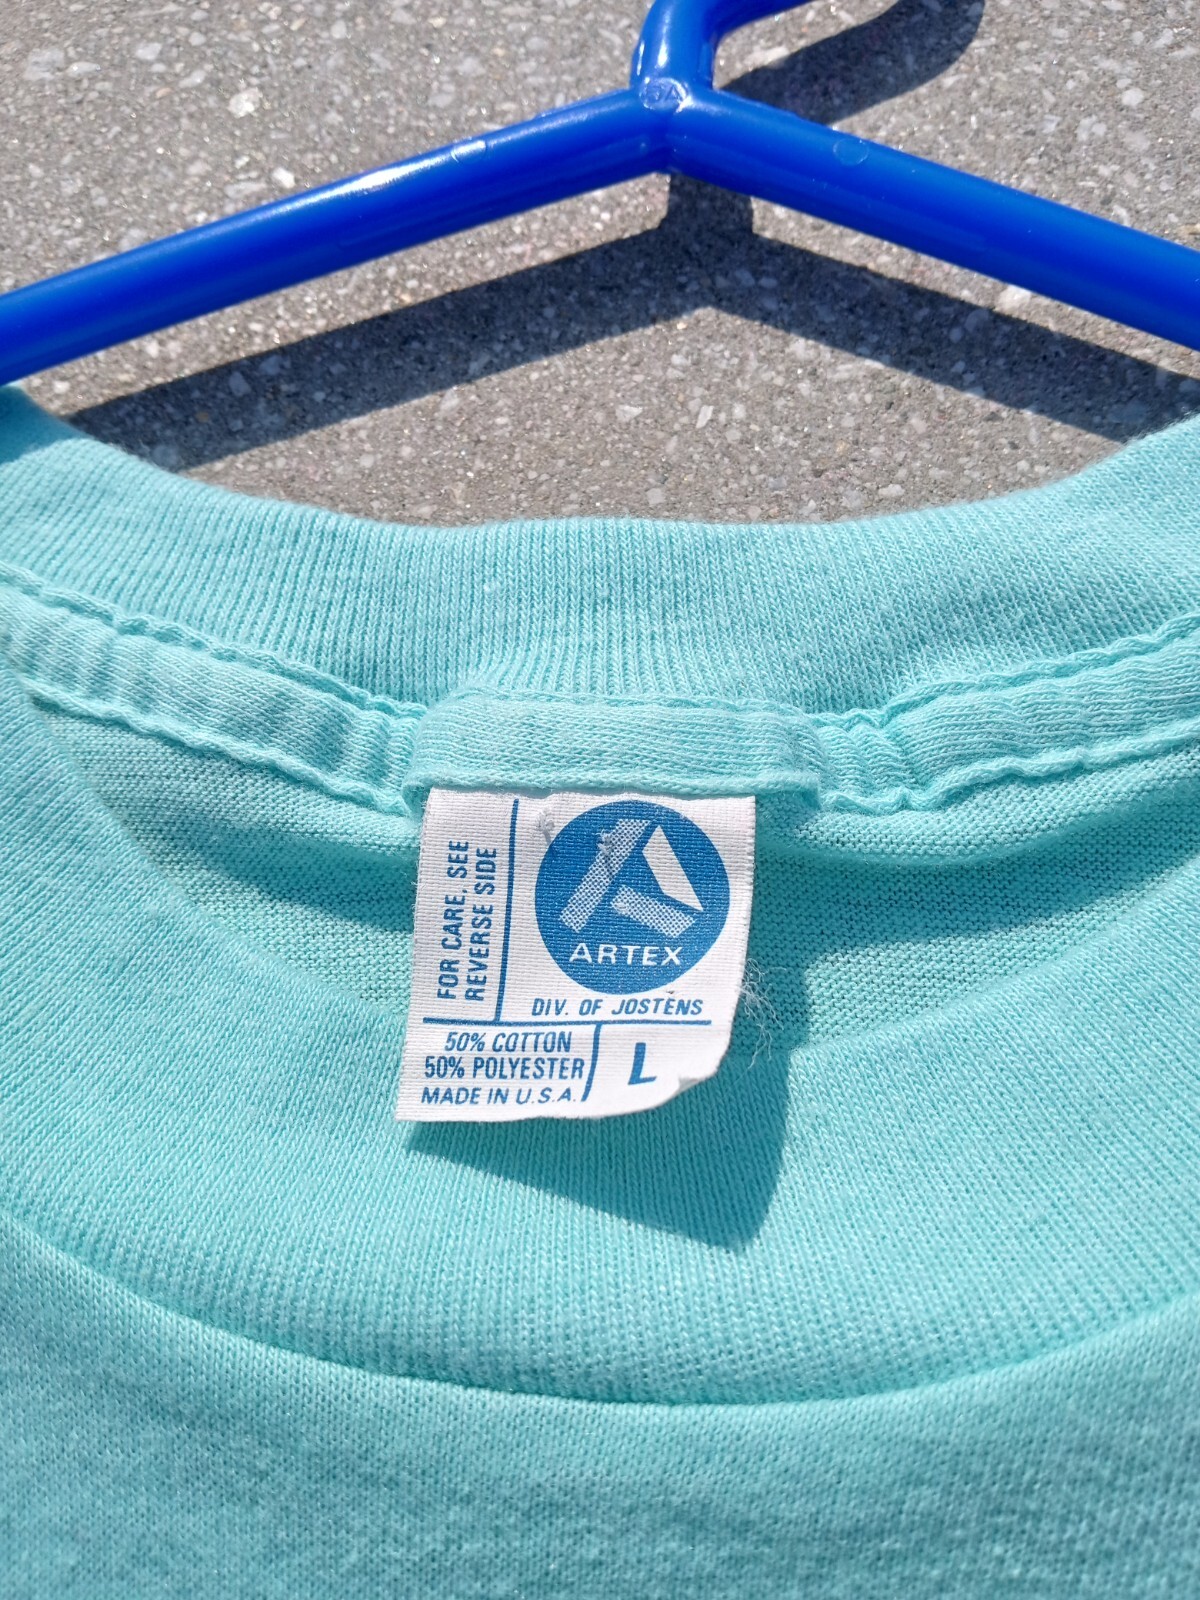 FOR CARE, SEE
REVERSE SIDE
ARTEX
DIV. OF JOSTENS
50% COTTON
50% POLYESTER
MADE IN U.S.A.
L